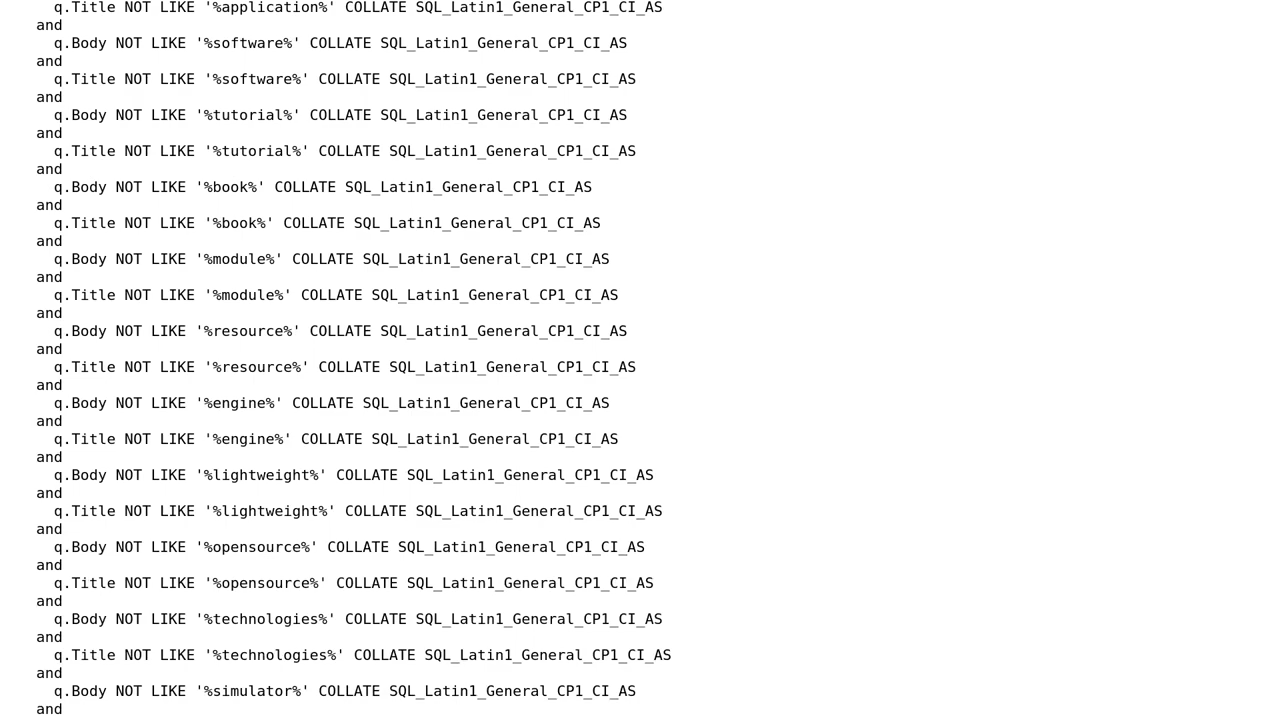 q.Title NOT LIKE '%application%' COLLATE SQL_Latin1_General_CP1_CI_AS
and
q.Body NOT LIKE '%software%' COLLATE SQL_Latin1_General_CP1_CI_AS
and
q.Title NOT LIKE '%software%' COLLATE SQL_Latin1_General_CP1_CI_AS
and
q.Body NOT LIKE '%tutorial%' COLLATE SQL_Latin1_General_CP1_CI_AS
and
q.Title NOT LIKE '%tutorial%' COLLATE SQL_Latin1_General_CP1_CI_AS
and
q.Body NOT LIKE '%book%' COLLATE SQL_Latin1_General_CP1_CI_AS
and
q.Title NOT LIKE '%book%' COLLATE SQL_Latin1_General_CP1_CI_AS
and
q.Body NOT LIKE '%module%' COLLATE SQL_Latin1_General_CP1_CI_AS
and
q.Title NOT LIKE '%module%' COLLATE SQL_Latin1_General_CP1_CI_AS
and
q.Body NOT LIKE '%resource%' COLLATE SQL_Latin1_General_CP1_CI_AS
and
q.Title NOT LIKE '%resource%' COLLATE SQL_Latin1_General_CP1_CI_AS
and
q.Body NOT LIKE '%engine%' COLLATE SQL_Latin1_General_CP1_CI_AS
and
q.Title NOT LIKE '%engine%' COLLATE SQL_Latin1_General_CP1_CI_AS
and
q.Body NOT LIKE '%lightweight%' COLLATE SQL_Latin1_General_CP1_CI_AS
and
q.Title NOT LIKE '%lightweight%' COLLATE SQL_Latin1_General_CP1_CI_AS
and
q.Body NOT LIKE '%opensource%' COLLATE SQL_Latin1_General_CP1_CI_AS
and
q.Title NOT LIKE '%opensource%' COLLATE SQL_Latin1_General_CP1_CI_AS
and
q.Body NOT LIKE '%technologies%' COLLATE SQL_Latin1_General_CP1_CI_AS
and
q.Title NOT LIKE '%technologies%' COLLATE SQL_Latin1_General_CP1_CI_AS
and
q.Body NOT LIKE '%simulator%' COLLATE SQL_Latin1_General_CP1_CI_AS
and